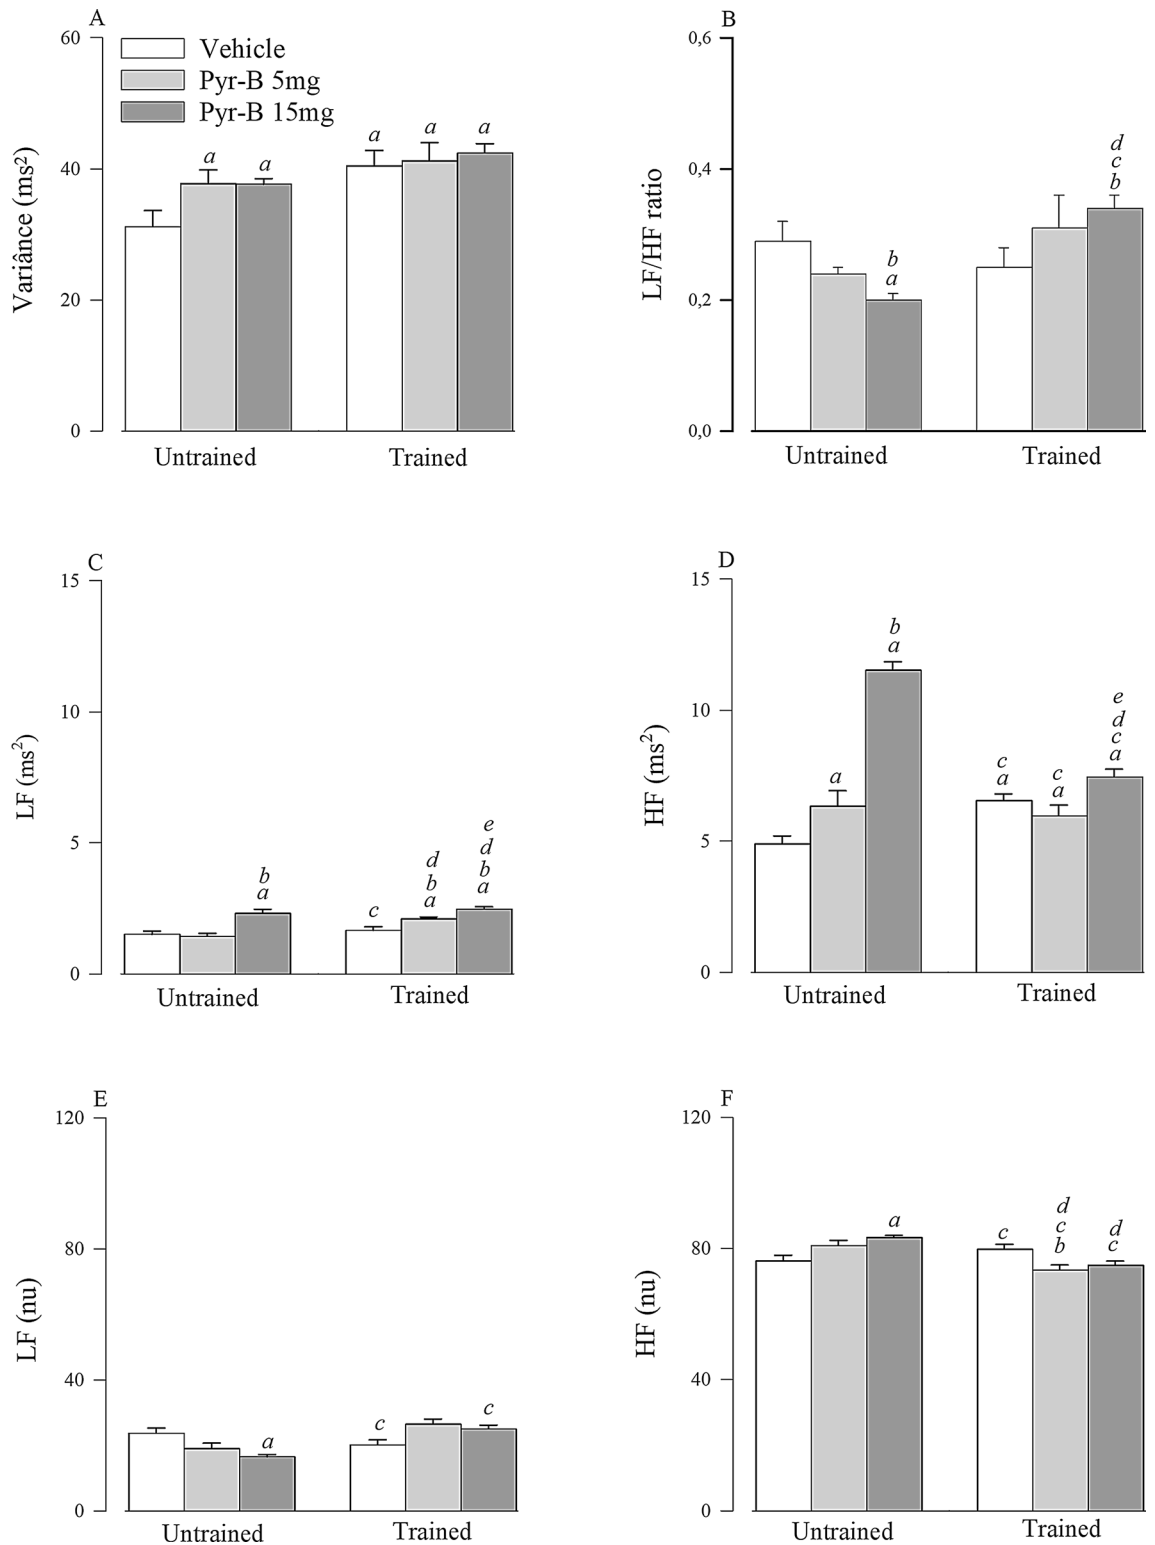 A
60
40
20
0
Variânce (ms²)
Vehicle
Pyr-B 5mg
Pyr-B 15mg
a
a
a
a
a
Untrained
Trained
B
0,6
0,4
0,2
0,0
LF/HF ratio
b
a
d
c
b
Untrained
Trained
C
15
10
5
0
LF (ms²)
b
a
c
d
b
a
e
d
b
a
Untrained
Trained
D
15
10
5
0
HF (ms²)
a
b
a
c
a
c
a
e
d
c
a
Untrained
Trained
E
120
80
40
0
LF (nu)
a
c
c
Untrained
Trained
F
120
80
40
0
HF (nu)
a
c
d
c
b
d
c
Untrained
Trained